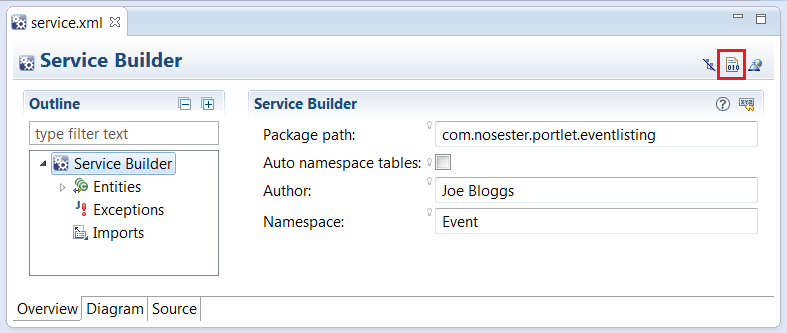 service.xml
Service Builder
010
Outline
type filter text
Service Builder
Entities
Exceptions
Imports
Service Builder
Package path: com.nosester.portlet.eventlisting
Auto namespace tables:
Author: Joe Bloggs
Namespace: Event
Overview Diagram Source